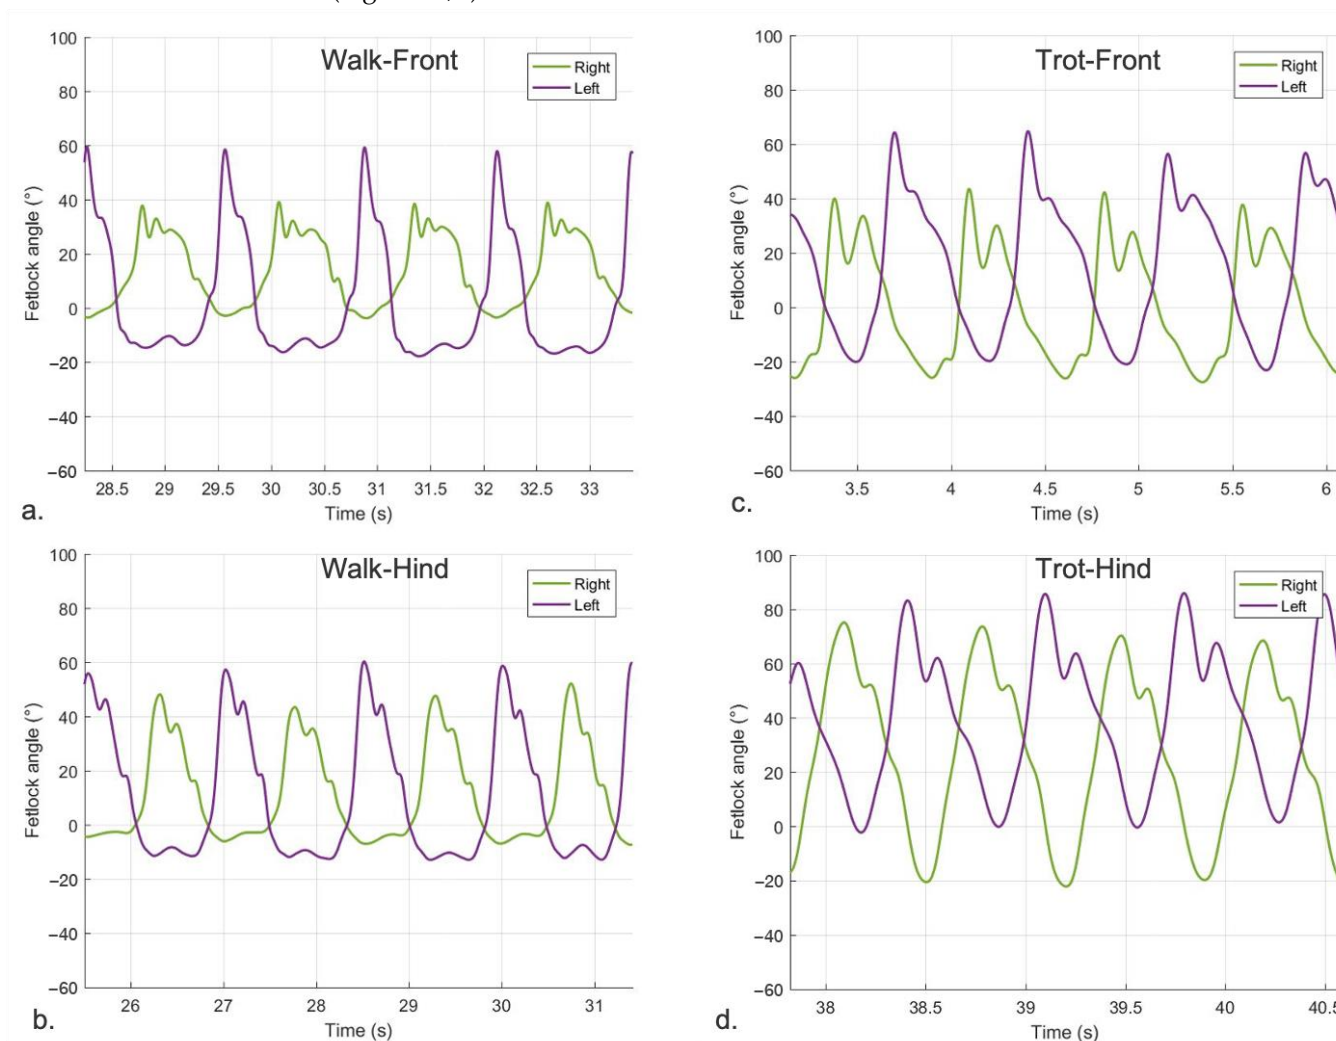 Walk-Front
Right
Left
100
80
60
40
20
0
−20
−40
−60
Fetlock angle (°)
28.5 29 29.5 30 30.5 31 31.5 32 32.5 33
Time (s)
a.
Trot-Front
Right
Left
100
80
60
40
20
0
−20
−40
−60
Fetlock angle (°)
3.5 4 4.5 5 5.5 6
Time (s)
c.
Walk-Hind
Right
Left
100
80
60
40
20
0
−20
−40
−60
Fetlock angle (°)
26 27 28 29 30 31
Time (s)
b.
Trot-Hind
Right
Left
100
80
60
40
20
0
−20
−40
−60
Fetlock angle (°)
38 38.5 39 39.5 40 40.5
Time (s)
d.